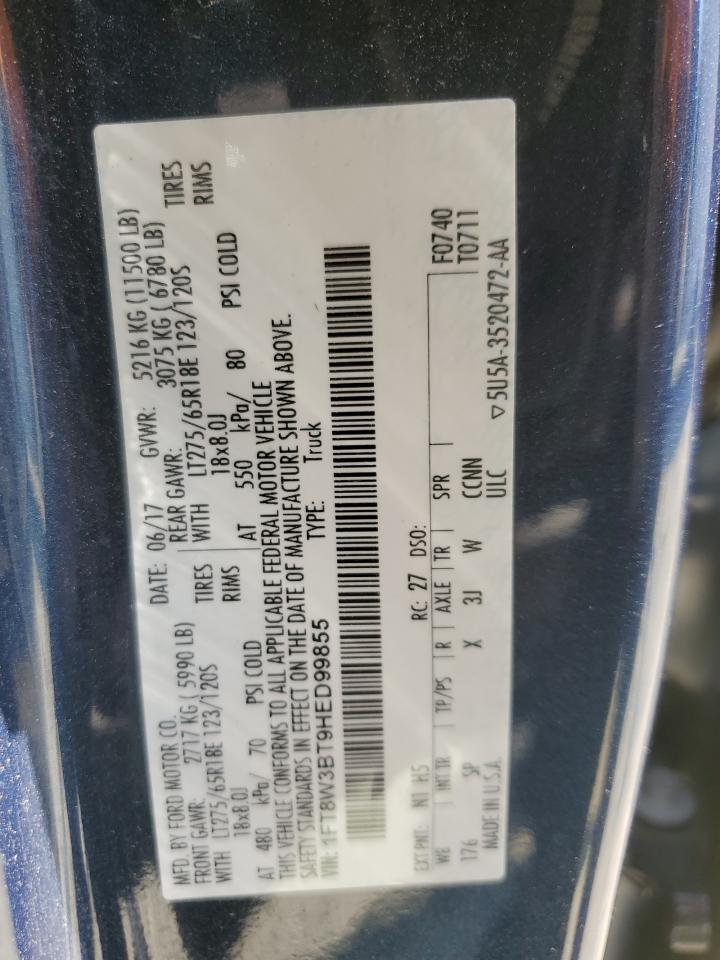 MFD. BY FORD MOTOR CO.
DATE: 06/17 GVWR: 5216 KG (11500 LB)
FRONT GAWR: 2717 KG ( 5990 LB) REAR GAWR: 3075 KG ( 6780 LB)
WITH LT275/65R18E 123/120S TIRES WITH LT275/65R18E 123/120S TIRES
18x8.0J RIMS 18x8.0J RIMS
AT 480 kPa/ 70 PSI COLD AT 550 kPa/ 80 PSI COLD
THIS VEHICLE CONFORMS TO ALL APPLICABLE FEDERAL MOTOR VEHICLE
SAFETY STANDARDS IN EFFECT ON THE DATE OF MANUFACTURE SHOWN ABOVE.
VIN: 1FT8W3BT9HED99855 TYPE: Truck
EXT PNT: N1 H5 RC: 27 DSO: F0740
WB INT TR TP/PS R AXLE TR SPR T0711
176 SP X 3J W CCNN
MADE IN U.S.A. ULC ▽5U5A-3520472-AA